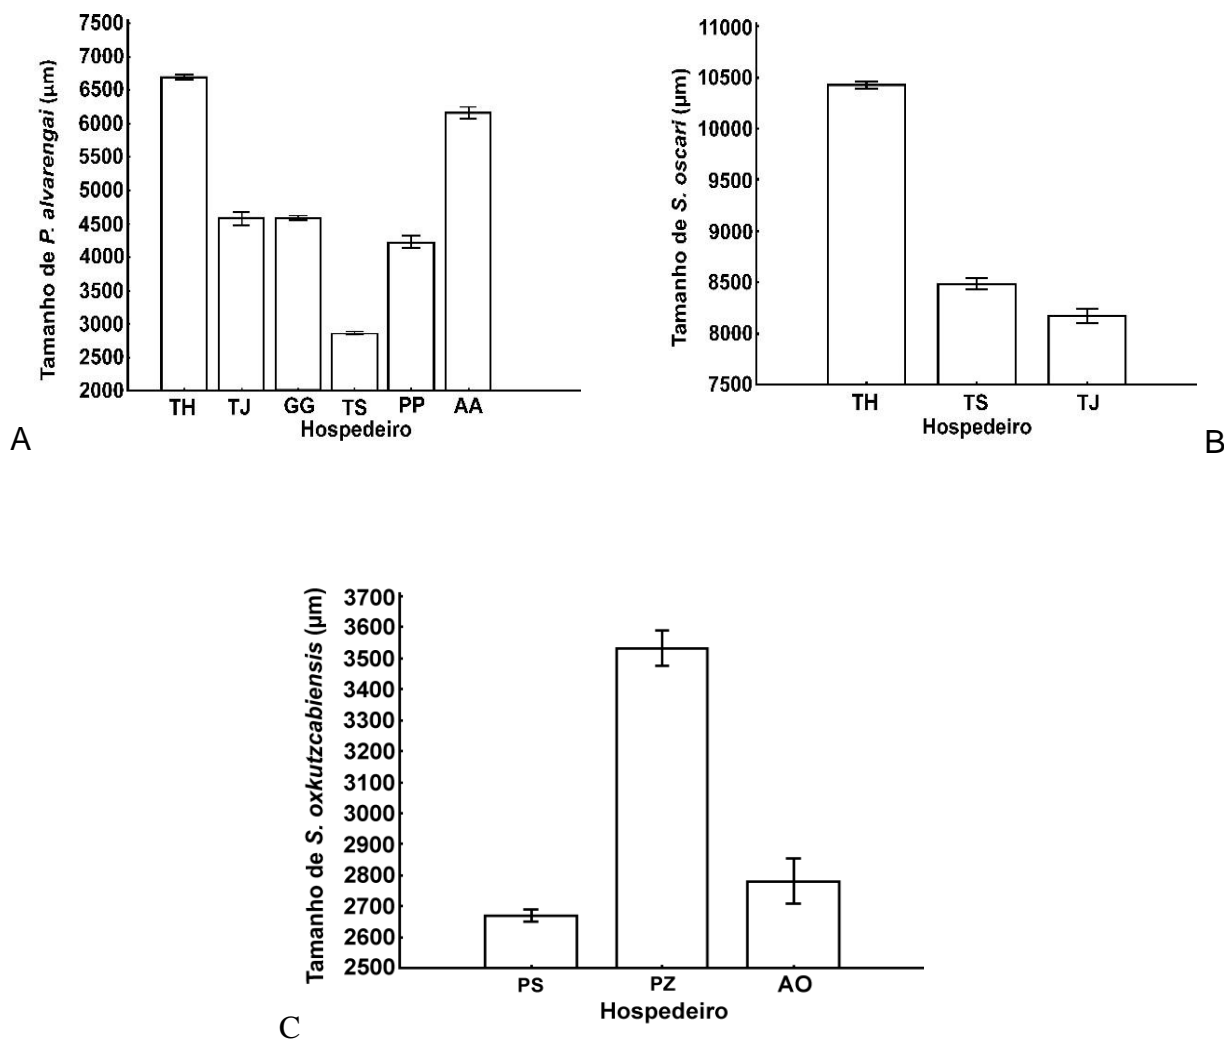 Tamanho de P. alvarengai (µm)
7500
7000
6500
6000
5500
5000
4500
4000
3500
3000
2500
2000
TH TJ GG TS PP AA
Hospedeiro
A
Tamanho de S. oscari (µm)
11000
10500
10000
9500
9000
8500
8000
7500
TH TS TJ
Hospedeiro
B
Tamanho de S. oxkutzcabiensis (µm)
3700
3600
3500
3400
3300
3200
3100
3000
2900
2800
2700
2600
2500
PS PZ AO
Hospedeiro
C